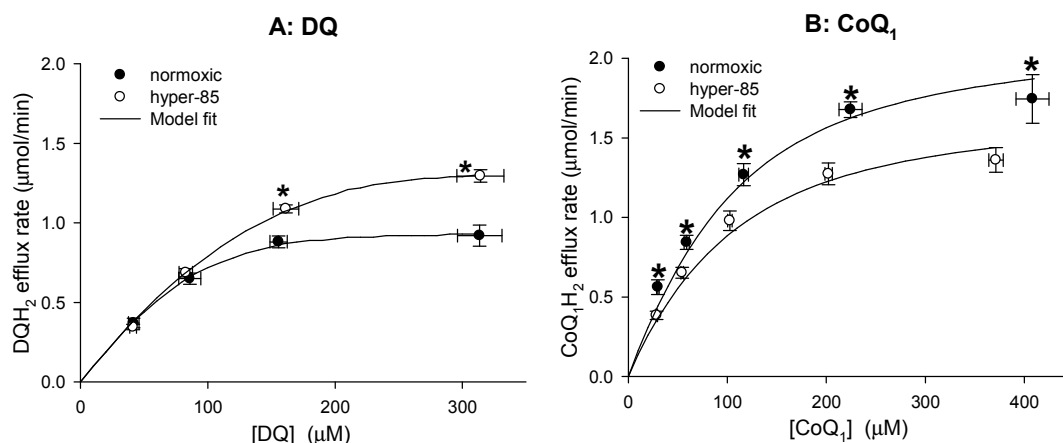 A: DQ
DQH₂ efflux rate (μmol/min)
2.0
1.5
1.0
0.5
0.0
normoxic
hyper-85
Model fit
*
*
0
100
200
300
[DQ] (μM)
B: CoQ₁
CoQ₁H₂ efflux rate (μmol/min)
2.0
1.5
1.0
0.5
0.0
normoxic
hyper-85
Model fit
*
*
*
*
*
0
100
200
300
400
[CoQ₁] (μM)